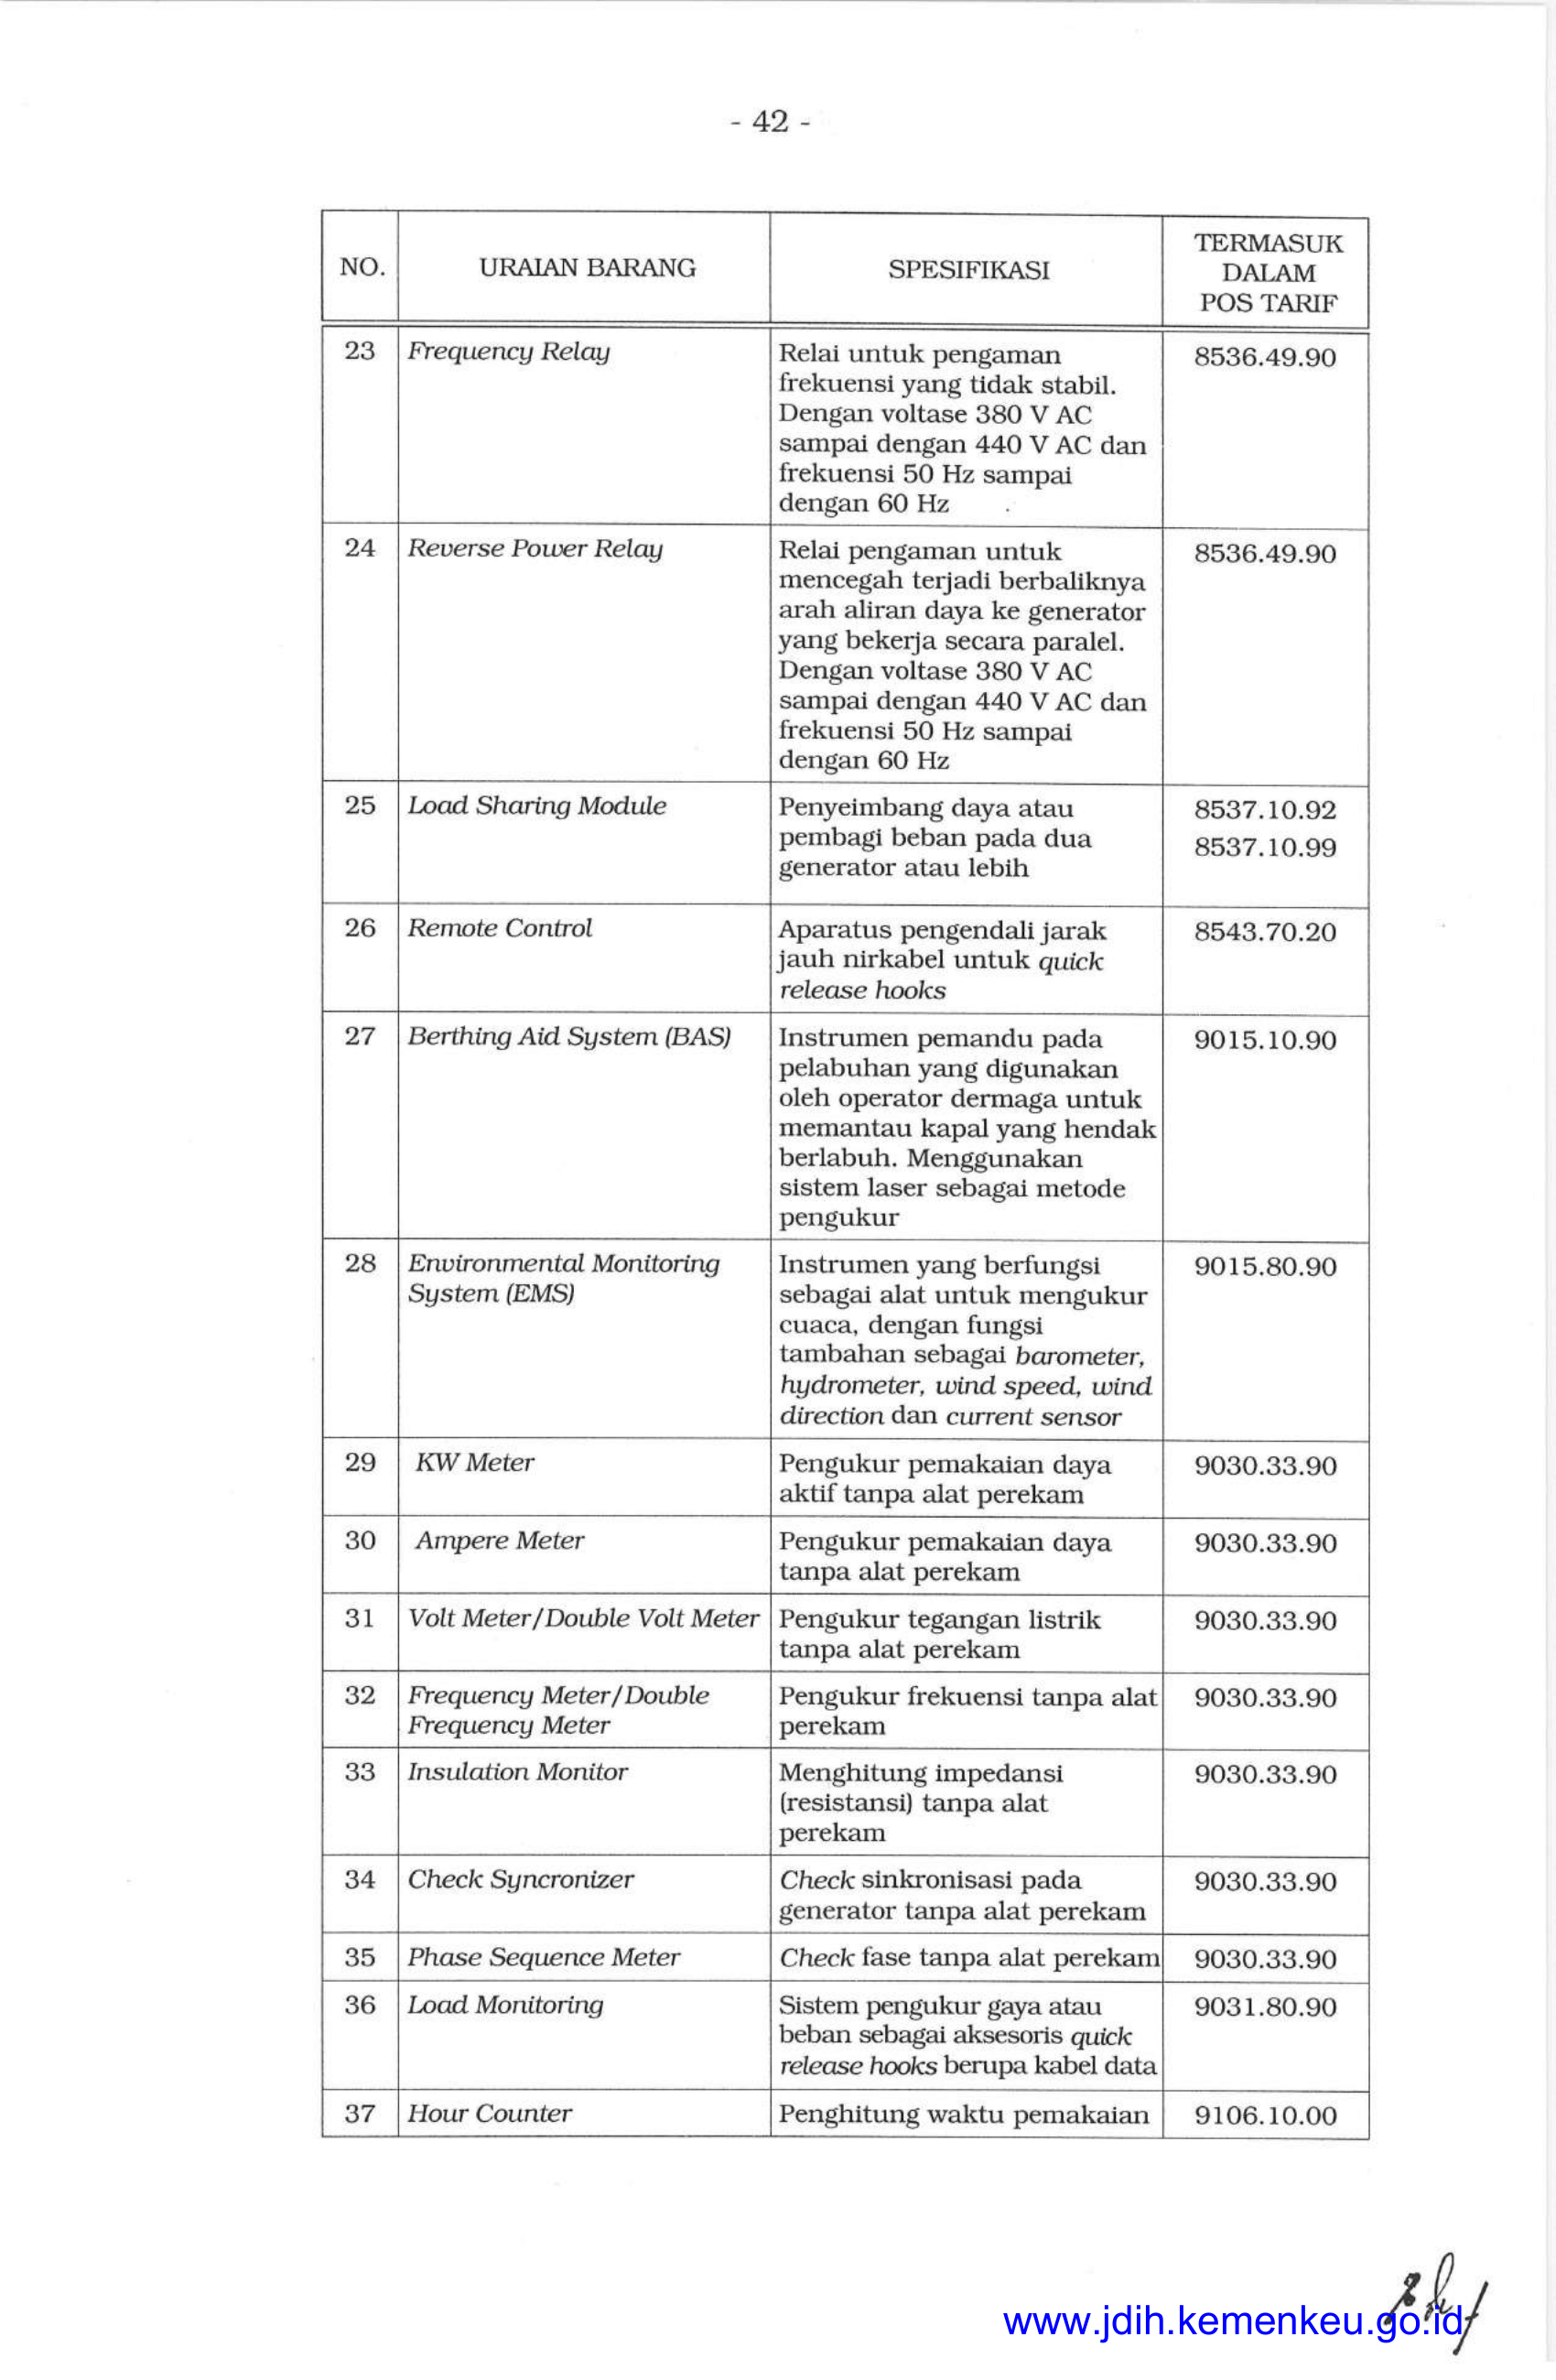 - 42 -
NO.
URAIAN BARANG
SPESIFIKASI
TERMASUK
DALAM
POS TARIF
23
Frequency Relay
Relai untuk pengaman
frekuensi yang tidak stabil.
Dengan voltase 380 V AC
sampai dengan 440 V AC dan
frekuensi 50 Hz sampai
dengan 60 Hz
8536.49.90
24
Reverse Power Relay
Relai pengaman untuk
mencegah terjadi berbaliknya
arah aliran daya ke generator
yang bekerja secara paralel.
Dengan voltase 380 V AC
sampai dengan 440 V AC dan
frekuensi 50 Hz sampai
dengan 60 Hz
8536.49.90
25
Load Sharing Module
Penyeimbang daya atau
pembagi beban pada dua
generator atau lebih
8537.10.92
8537.10.99
26
Remote Control
Aparatus pengendali jarak
jauh nirkabel untuk quick
release hooks
8543.70.20
27
Berthing Aid System (BAS)
Instrumen pemandu pada
pelabuhan yang digunakan
oleh operator dermaga untuk
memantau kapal yang hendak
berlabuh. Menggunakan
sistem laser sebagai metode
pengukur
9015.10.90
28
Environmental Monitoring
System (EMS)
Instrumen yang berfungsi
sebagai alat untuk mengukur
cuaca, dengan fungsi
tambahan sebagai barometer,
hydrometer, wind speed, wind
direction dan current sensor
9015.80.90
29
KW Meter
Pengukur pemakaian daya
aktif tanpa alat perekam
9030.33.90
30
Ampere Meter
Pengukur pemakaian daya
tanpa alat perekam
9030.33.90
31
Volt Meter/Double Volt Meter
Pengukur tegangan listrik
tanpa alat perekam
9030.33.90
32
Frequency Meter/Double
Frequency Meter
Pengukur frekuensi tanpa alat
perekam
9030.33.90
33
Insulation Monitor
Menghitung impedansi
(resistansi) tanpa alat
perekam
9030.33.90
34
Check Syncronizer
Check sinkronisasi pada
generator tanpa alat perekam
9030.33.90
35
Phase Sequence Meter
Check fase tanpa alat perekam
9030.33.90
36
Load Monitoring
Sistem pengukur gaya atau
beban sebagai aksesoris quick
release hooks berupa kabel data
9031.80.90
37
Hour Counter
Penghitung waktu pemakaian
9106.10.00
www.jdih.kemenkeu.go.id